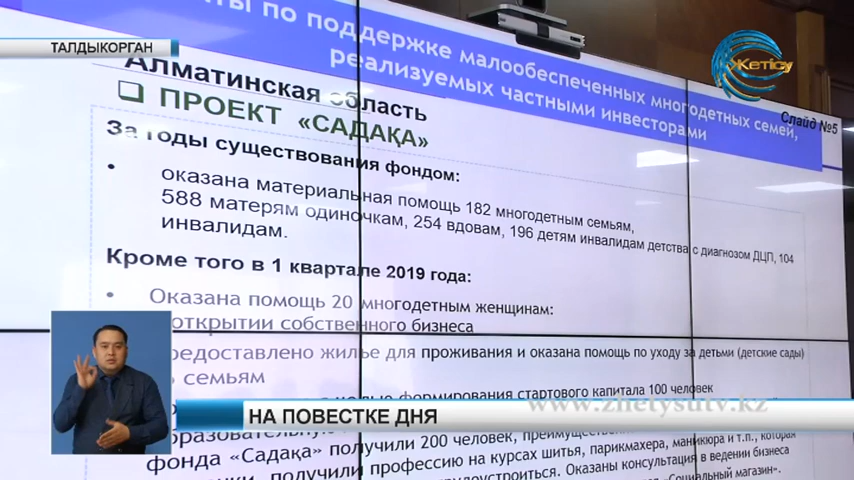 ТАЛДЫКОРГАН
по поддержке малообеспеченных многодетных семей,
реализуемых частными инвесторами
Жетісу
Слайд №5
Алматинская область
ПРОЕКТ «САДАҚА»
За годы существования фондом:
• оказана материальная помощь 182 многодетным семьям,
588 матерям одиночкам, 254 вдовам, 196 детям инвалидам детства с диагнозом ДЦП, 104
инвалидам.
Кроме того в 1 квартале 2019 года:
• Оказана помощь 20 многодетным женщинам:
открытии собственного бизнеса
предоставлено жилье для проживания и оказана помощь по уходу за детьми (детские сады)
семьям
формирования стартового капитала 100 человек
НА ПОВЕСТКЕ ДНЯ
www.zhetysutv.kz
фонда «Садақа» получили 200 человек,
получили профессию на курсах шитья, парикмахера, маникюра и т.п., которая
Оказаны консультация в ведении бизнеса
«Социальный магазин».